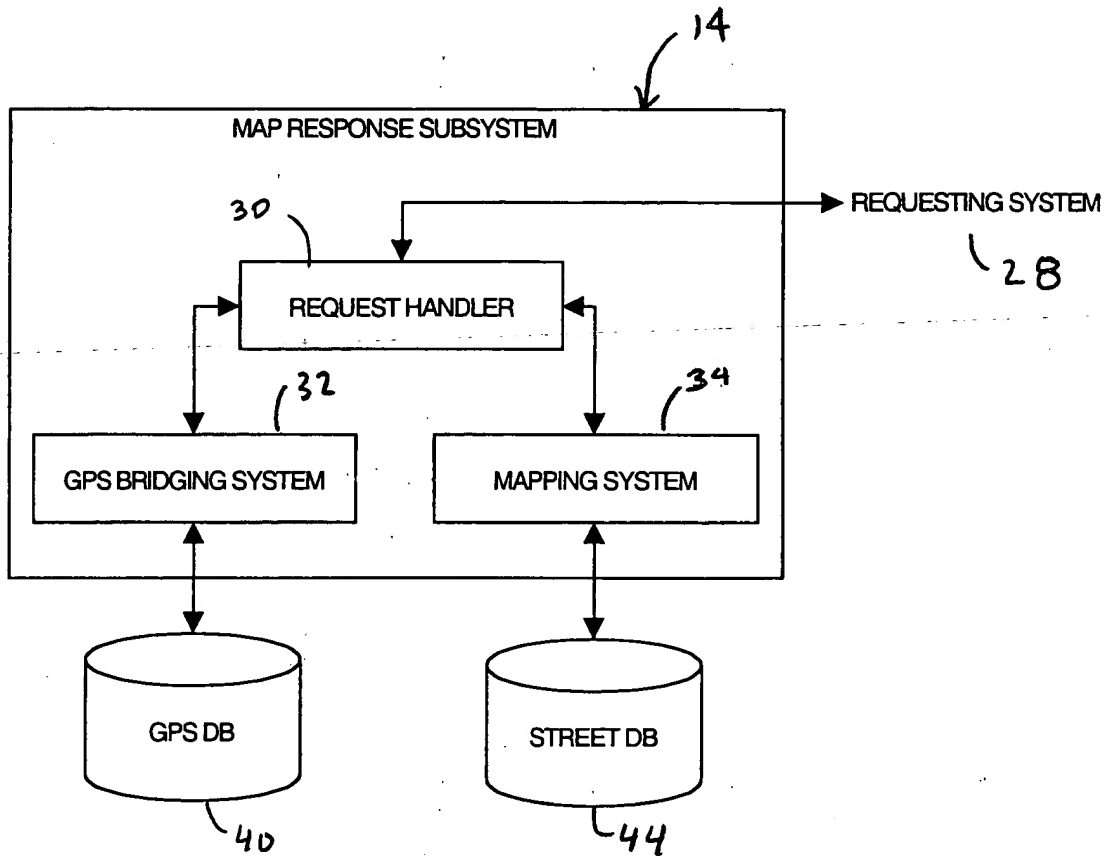 14
MAP RESPONSE SUBSYSTEM
30
REQUESTING SYSTEM
28
REQUEST HANDLER
32
34
GPS BRIDGING SYSTEM
MAPPING SYSTEM
GPS DB
STREET DB
40
44